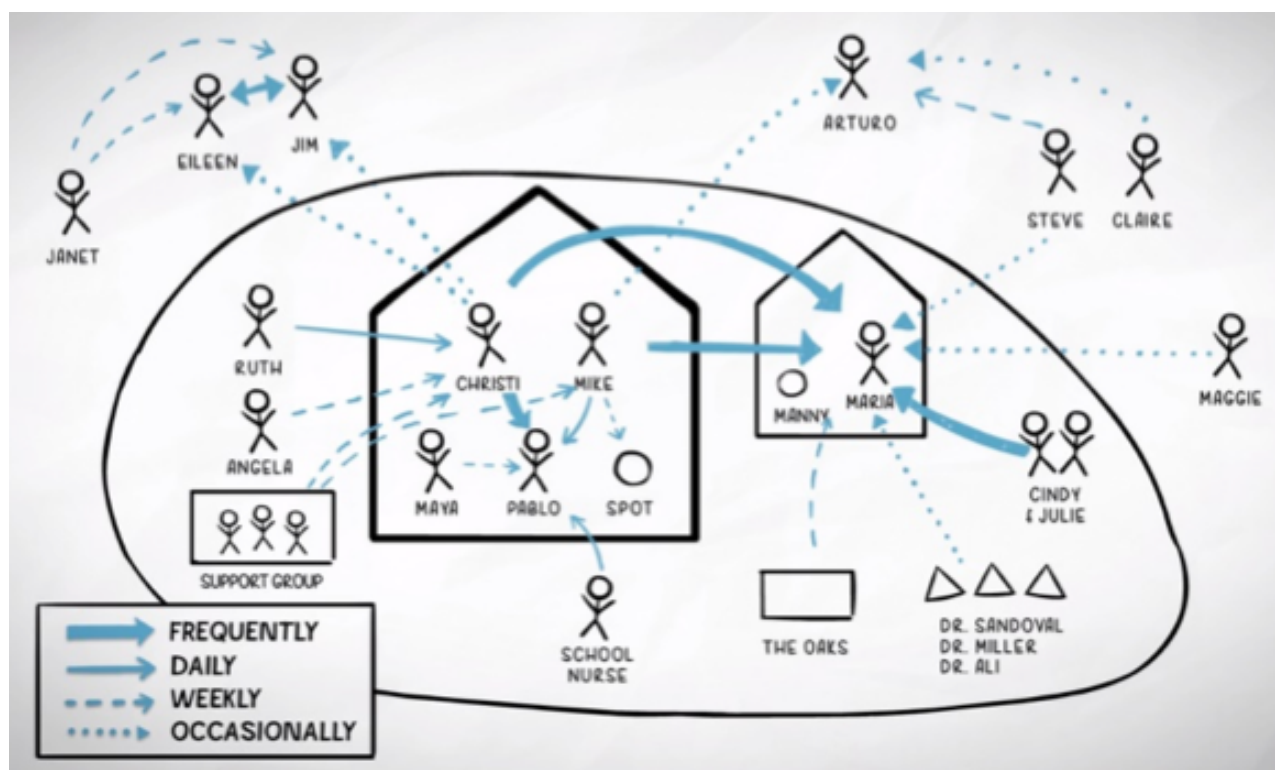 ARTURO
JIM
EILEEN
STEVE
CLAIRE
JANET
RUTH
CHRISTI
MIKE
MANNY
MARIA
MAGGIE
ANGELA
MAYA
PABLO
SPOT
CINDY
& JULIE
SUPPORT GROUP
SCHOOL
NURSE
THE OAKS
DR. SANDOVAL
DR. MILLER
DR. ALI
FREQUENTLY
DAILY
WEEKLY
OCCASIONALLY